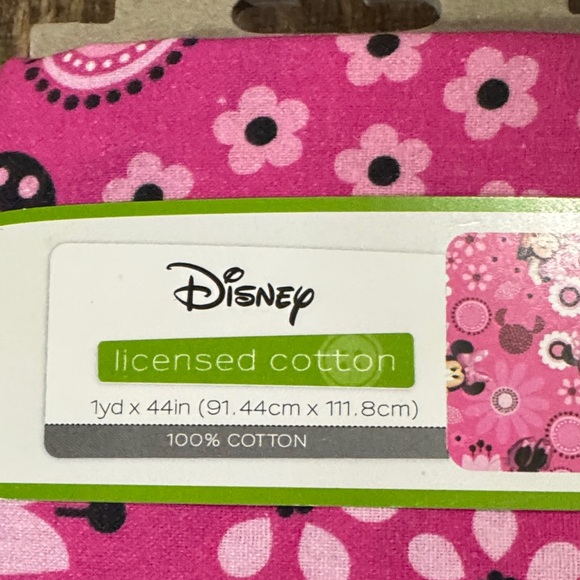 Disney
licensed cotton
1yd x 44in (91.44cm x 111.8cm)
100% COTTON